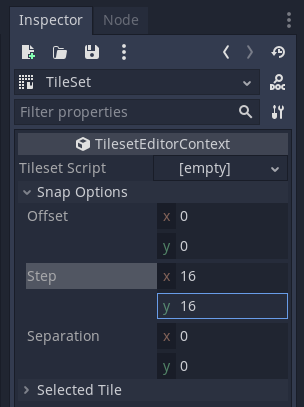 Inspector
Node
TileSet
DOC
Filter properties
TilesetEditorContext
Tileset Script [empty]
Snap Options
Offset x 0
y 0
Step x 16
y 16
Separation x 0
y 0
Selected Tile